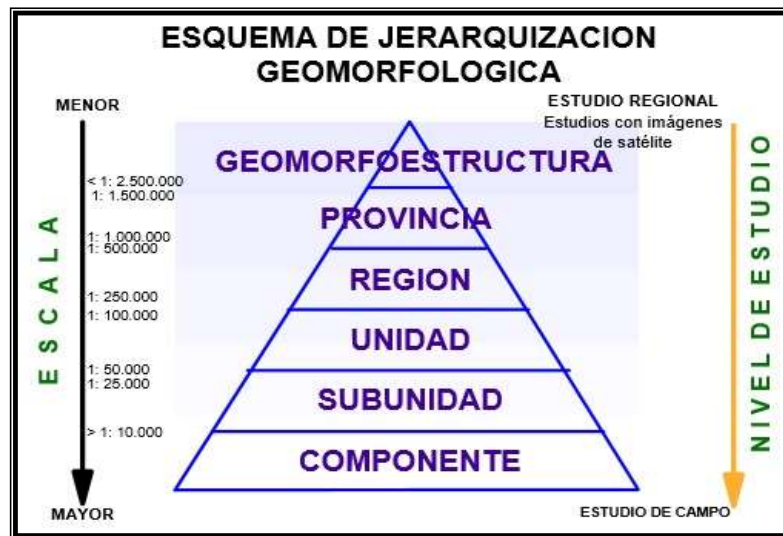 ESQUEMA DE JERARQUIZACION
GEOMORFOLOGICA
MENOR
ESTUDIO REGIONAL
Estudios con imágenes
de satélite
GEOMORFOESTRUCTURA
< 1: 2.500.000
1: 1.500.000
PROVINCIA
1: 1.000.000
1: 500.000
REGION
1: 250.000
1: 100.000
UNIDAD
1: 50.000
1: 25.000
SUBUNIDAD
> 1: 10.000
COMPONENTE
MAYOR
ESTUDIO DE CAMPO
ESCALA
NIVEL DE ESTUDIO